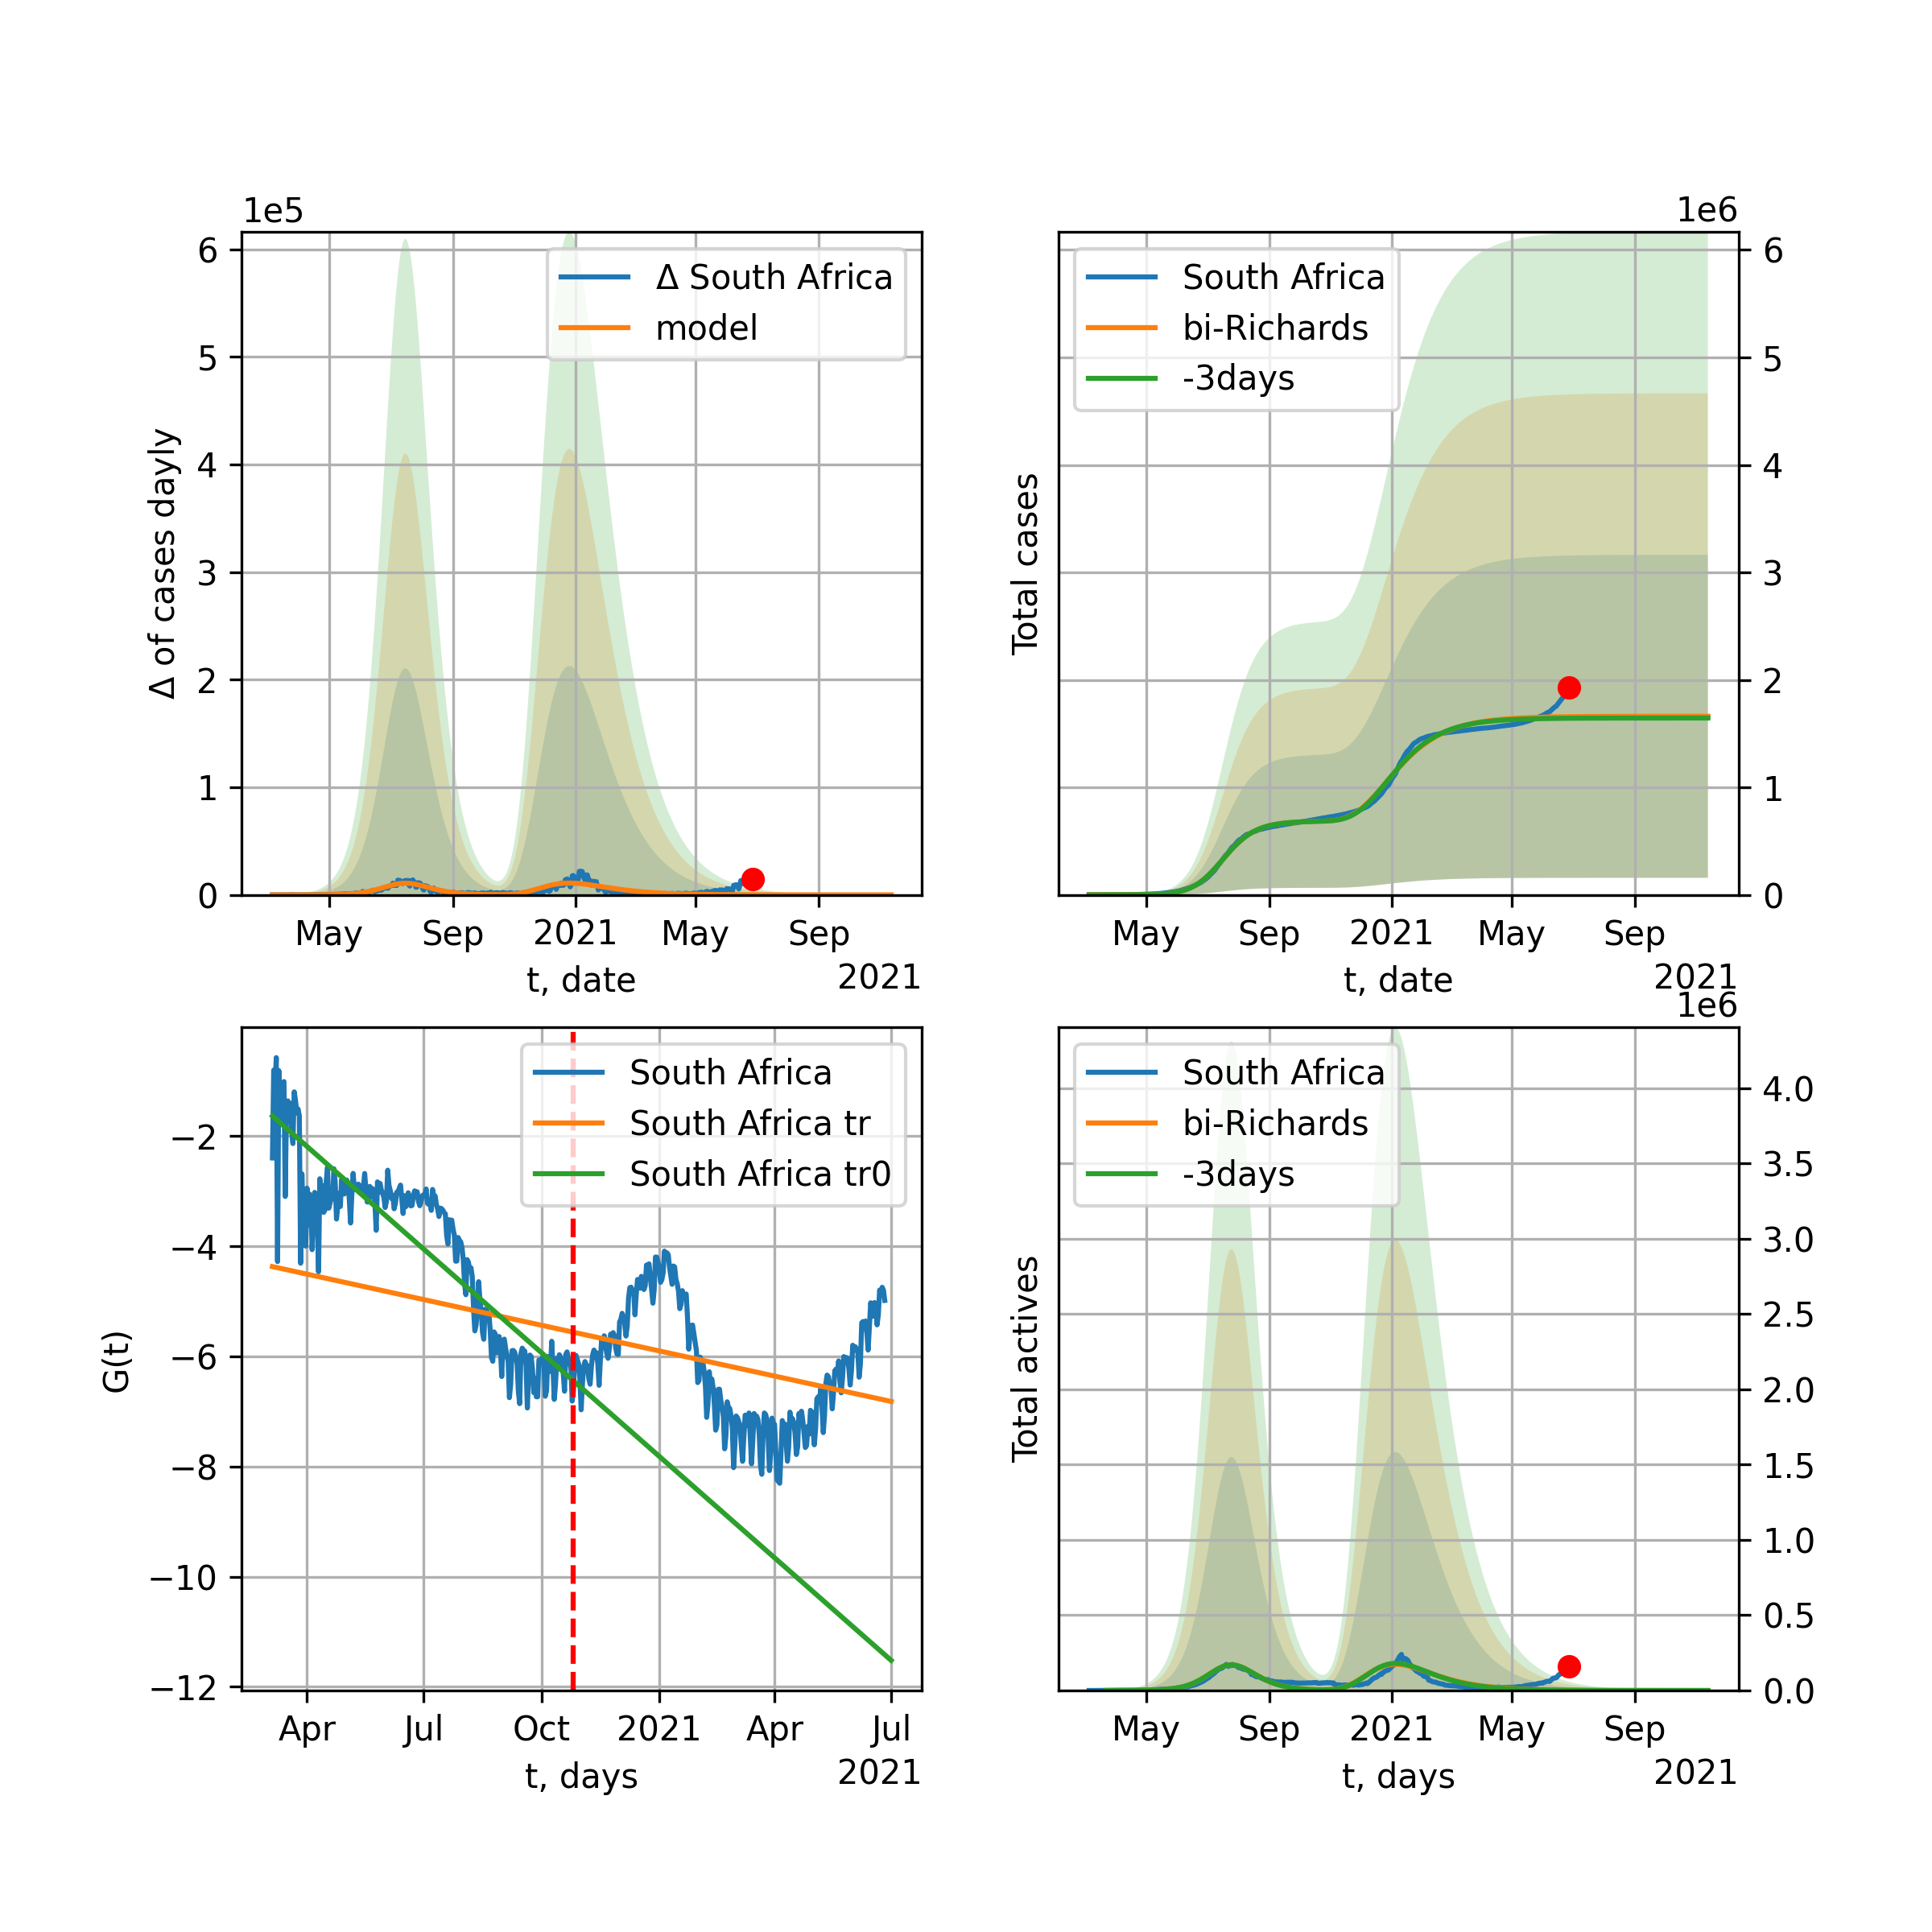 1e5
6
5
4
3
2
1
0
Δ of cases dayly
Δ South Africa
model
May
Sep
2021
May
Sep
t, date
2021
1e6
South Africa
bi-Richards
-3days
Total cases
6
5
4
3
2
1
0
May
Sep
2021
May
Sep
t, date
2021
G(t)
−2
−4
−6
−8
−10
−12
South Africa
South Africa tr
South Africa tr0
Apr
Jul
Oct
2021
Apr
Jul
t, days
2021
1e6
South Africa
bi-Richards
-3days
Total actives
4.0
3.5
3.0
2.5
2.0
1.5
1.0
0.5
0.0
May
Sep
2021
May
Sep
t, days
2021